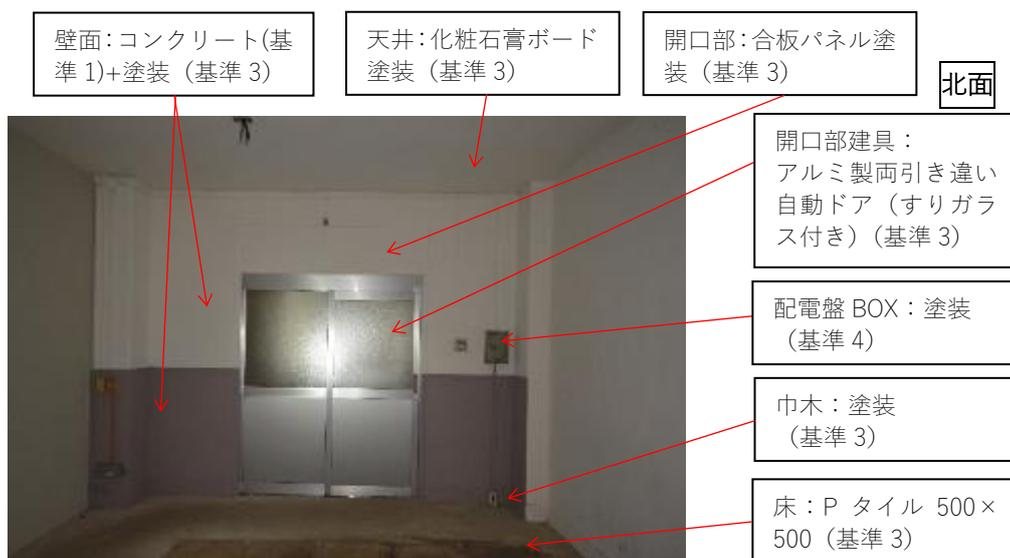 壁面：コンクリート(基
準1)+塗装（基準3）
天井：化粧石膏ボード
塗装（基準3）
開口部：合板パネル塗
装（基準3）
北面
開口部建具：
アルミ製両引き違い
自動ドア（すりガラ
ス付き）(基準3）
配電盤BOX：塗装
（基準4）
巾木：塗装
（基準3）
床：P タイル 500×
500（基準3）